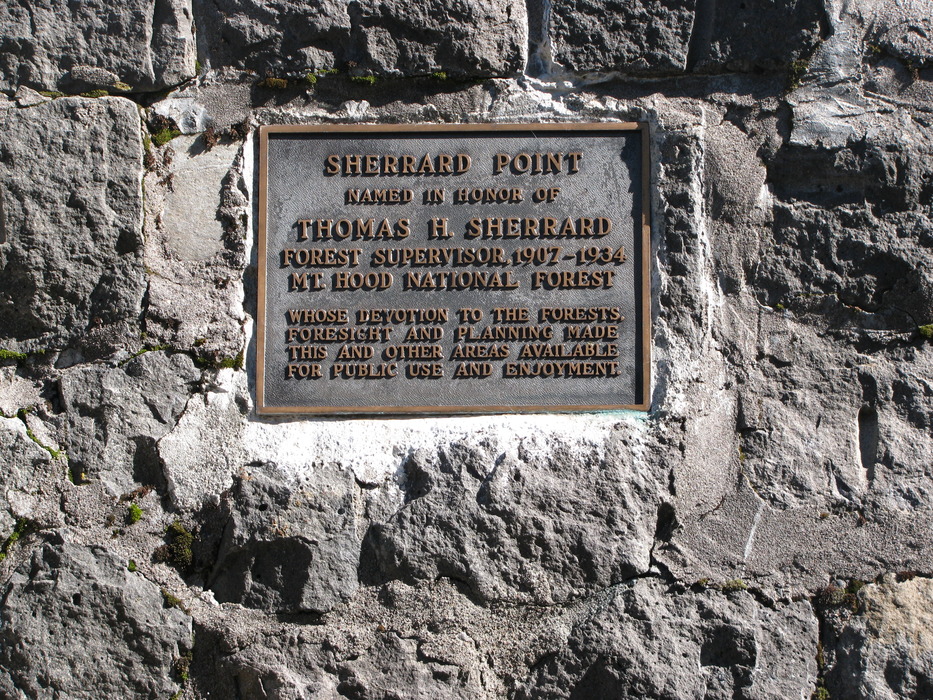 SHERRARD POINT
NAMED IN HONOR OF
THOMAS H. SHERRARD
FOREST SUPERVISOR, 1907-1934
MT. HOOD NATIONAL FOREST
WHOSE DEVOTION TO THE FORESTS,
FORESIGHT AND PLANNING MADE
THIS AND OTHER AREAS AVAILABLE
FOR PUBLIC USE AND ENJOYMENT.